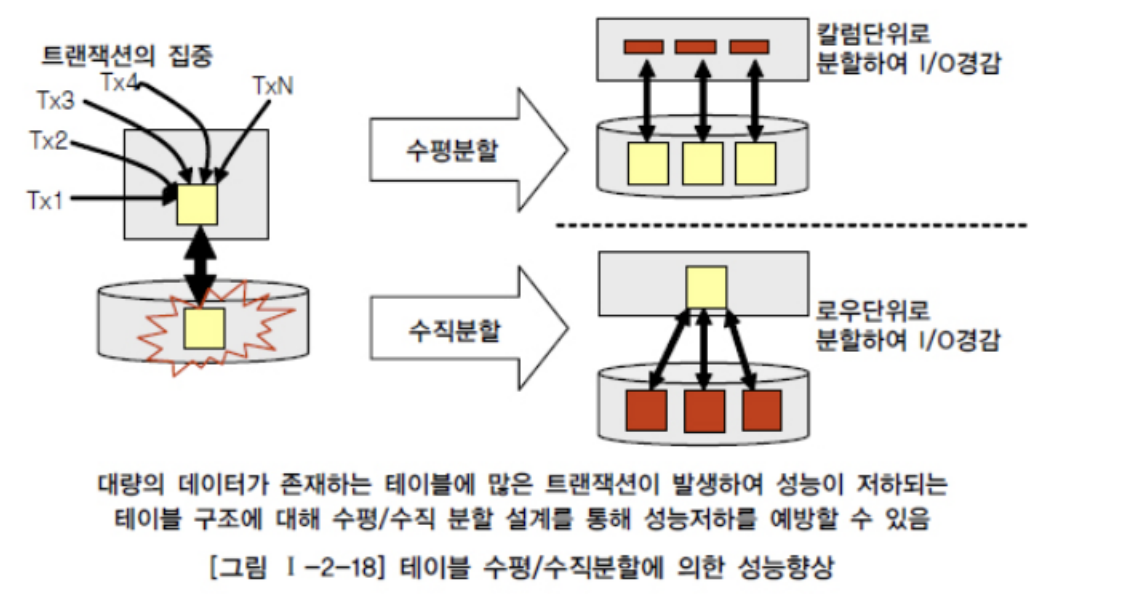 트랜잭션의 집중
Tx4
TxN
Tx3
Tx2
Tx1
수평분할
칼럼단위로
분할하여 I/O경감
수직분할
로우단위로
분할하여 I/O경감
대량의 데이터가 존재하는 테이블에 많은 트랜잭션이 발생하여 성능이 저하되는
테이블 구조에 대해 수평/수직 분할 설계를 통해 성능저하를 예방할 수 있음
[그림 Ⅰ-2-18] 테이블 수평/수직분할에 의한 성능향상